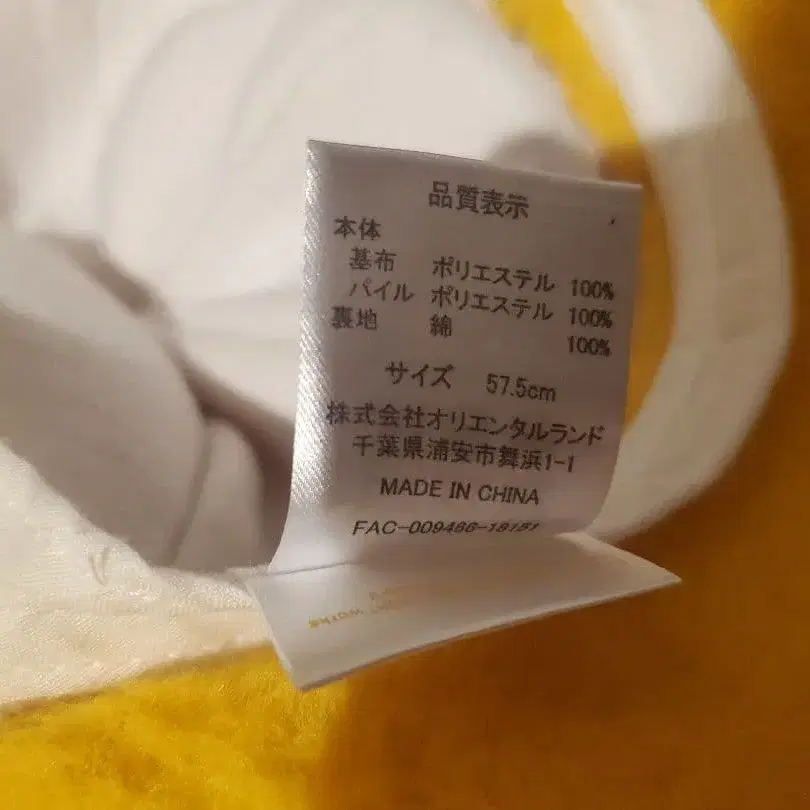 品質表示
本体
基布 ポリエステル 100%
パイル ポリエステル 100%
裏地 綿 100%
サイズ 57.5cm
株式会社オリエンタルランド
千葉県浦安市舞浜1-1
MADE IN CHINA
FAC-009466-18151